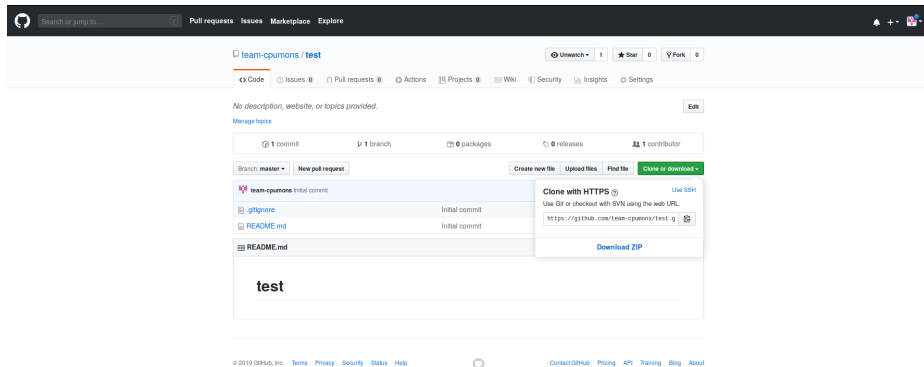 Search or jump to... /
Pull requests Issues Marketplace Explore
team-cpumons / test
Unwatch 1 Star 0 Fork 0
Code Issues 0 Pull requests 0 Actions Projects 0 Wiki Security Insights Settings
No description, website, or topics provided. Edit
Manage topics
1 commit 1 branch 0 packages 0 releases 1 contributor
Branch: master New pull request Create new file Upload files Find file Clone or download
team-cpumons Initial commit
.gitignore Initial commit
README.md Initial commit
Clone with HTTPS Use SSH
Use Git or checkout with SVN using the web URL.
https://github.com/team-cpumons/test.g
Download ZIP
README.md
test
© 2019 GitHub, Inc. Terms Privacy Security Status Help Contact GitHub Pricing API Training Blog About